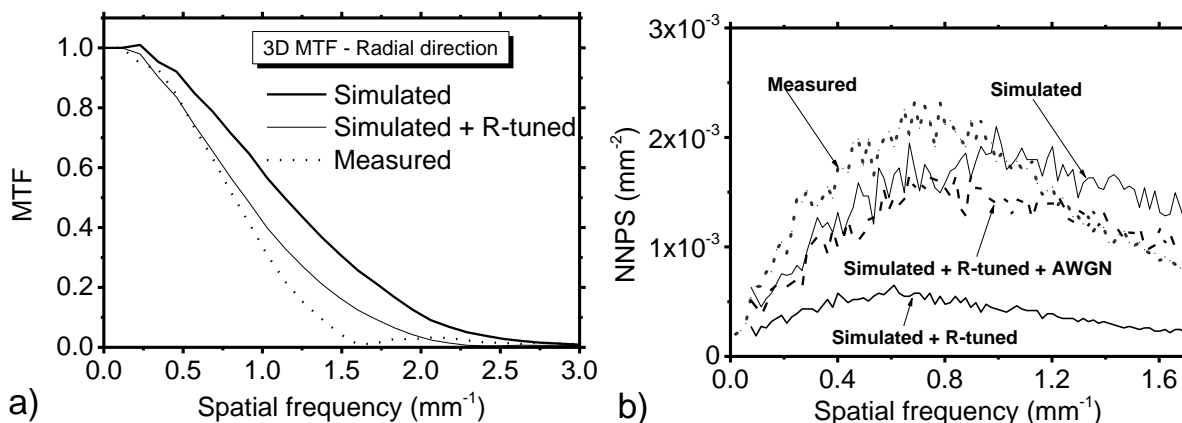 3D MTF - Radial direction
Simulated
Simulated + R-tuned
Measured
MTF
1.0
0.8
0.6
0.4
0.2
0.0
0.0 0.5 1.0 1.5 2.0 2.5 3.0
Spatial frequency (mm⁻¹)
a)
NNPS (mm⁻²)
3x10⁻³
2x10⁻³
1x10⁻³
0
Measured
Simulated
Simulated + R-tuned + AWGN
Simulated + R-tuned
0.0 0.4 0.8 1.2 1.6
Spatial frequency (mm⁻¹)
b)